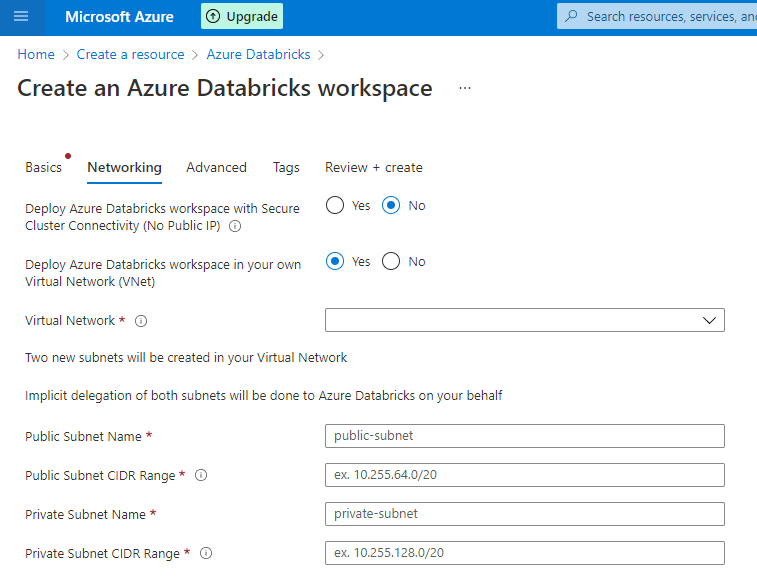 Microsoft Azure
Upgrade
Search resources, services, an
Home > Create a resource > Azure Databricks >
Create an Azure Databricks workspace ...
Basics Networking Advanced Tags Review + create
Deploy Azure Databricks workspace with Secure
Cluster Connectivity (No Public IP)
Yes No
Deploy Azure Databricks workspace in your own
Virtual Network (VNet)
Yes No
Virtual Network *
Two new subnets will be created in your Virtual Network
Implicit delegation of both subnets will be done to Azure Databricks on your behalf
Public Subnet Name * public-subnet
Public Subnet CIDR Range * ex. 10.255.64.0/20
Private Subnet Name * private-subnet
Private Subnet CIDR Range * ex. 10.255.128.0/20